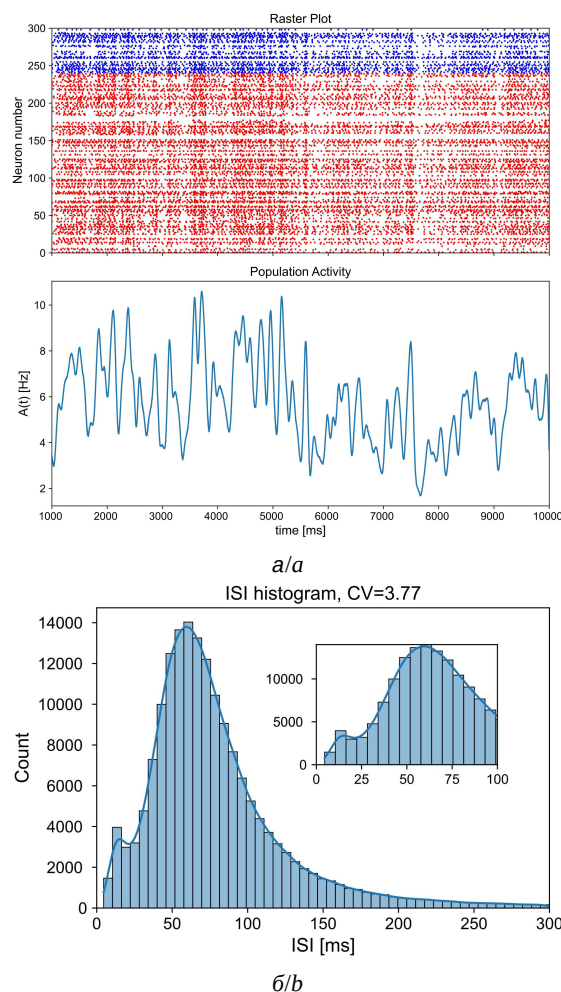 Raster Plot
300
250
200
150
100
50
0
Neuron number
Population Activity
10
8
6
4
2
A(t) [Hz]
1000 2000 3000 4000 5000 6000 7000 8000 9000 10000
time [ms]
а/a
ISI histogram, CV=3.77
14000
12000
10000
8000
6000
4000
2000
0
Count
10000
5000
0
0 25 50 75 100
0 50 100 150 200 250 300
ISI [ms]
б/b